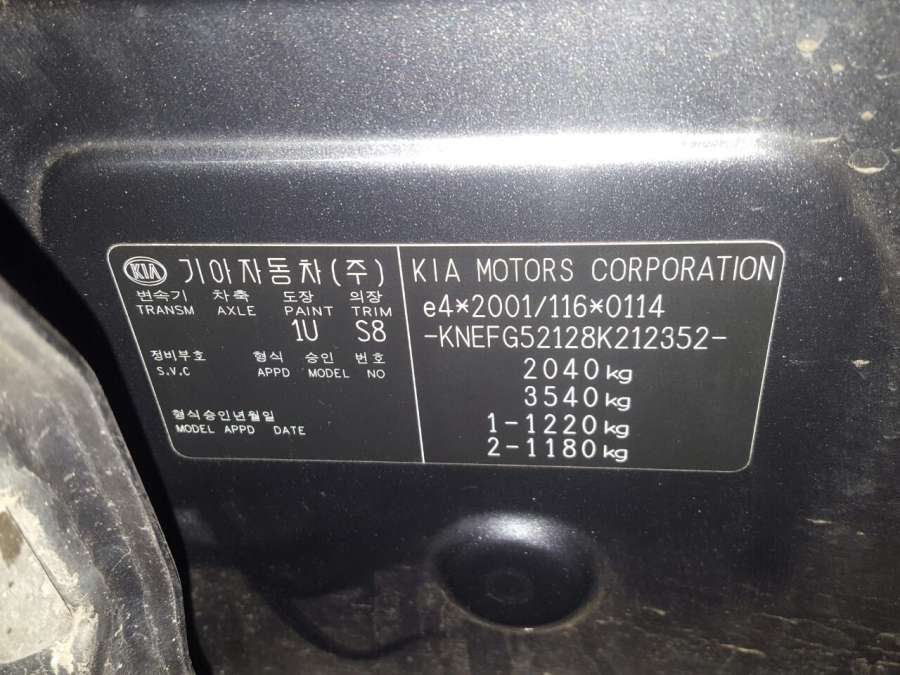 KIA 기아자동차(주)
변속기 차축 도장 의장
TRANSM AXLE PAINT TRIM
1U S8
정비부호 형식 승인 번호
S.V.C APPD MODEL NO
형식승인년월일
MODEL APPD DATE
KIA MOTORS CORPORATION
e4*2001/116*0114
-KNEFG52128K212352-
2040kg
3540kg
1-1220kg
2-1180kg